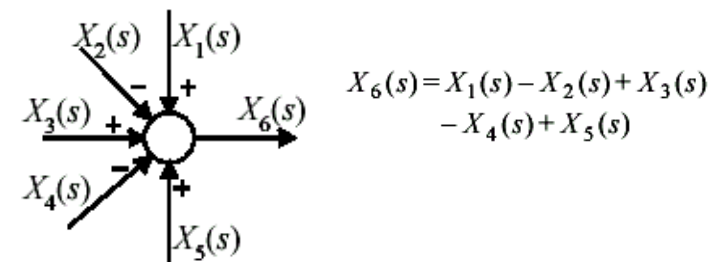 X₂(s) X₁(s)
− +
X₃(s) + X₆(s)
X₄(s) − +
X₅(s)
X₆(s) = X₁(s) − X₂(s) + X₃(s)
− X₄(s) + X₅(s)